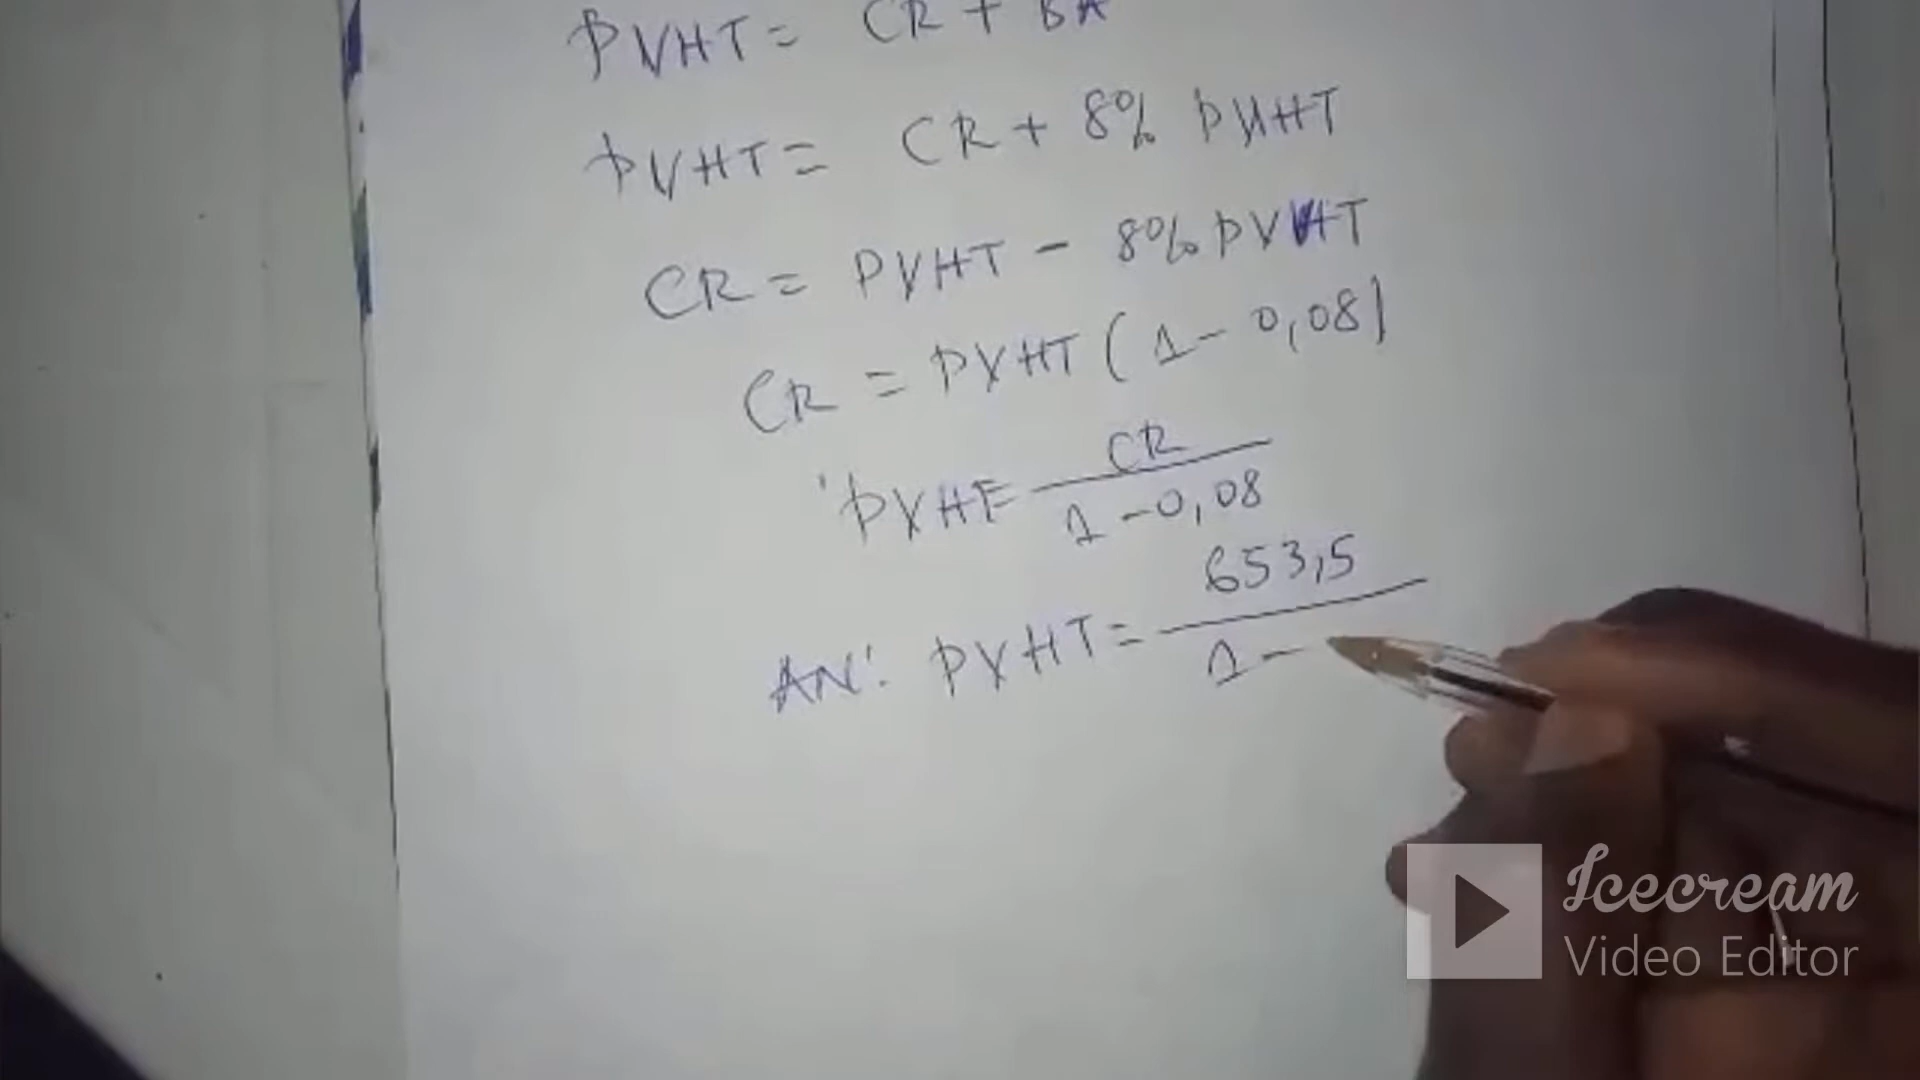 PVHT = CR + BA
PVHT = CR + 8% PVHT
CR = PVHT - 8% PVHT
CR = PVHT (1 - 0,08)
PVHT = CR / 1 - 0,08
AN: PVHT = 653,5 / 1 -
Icecream
Video Editor